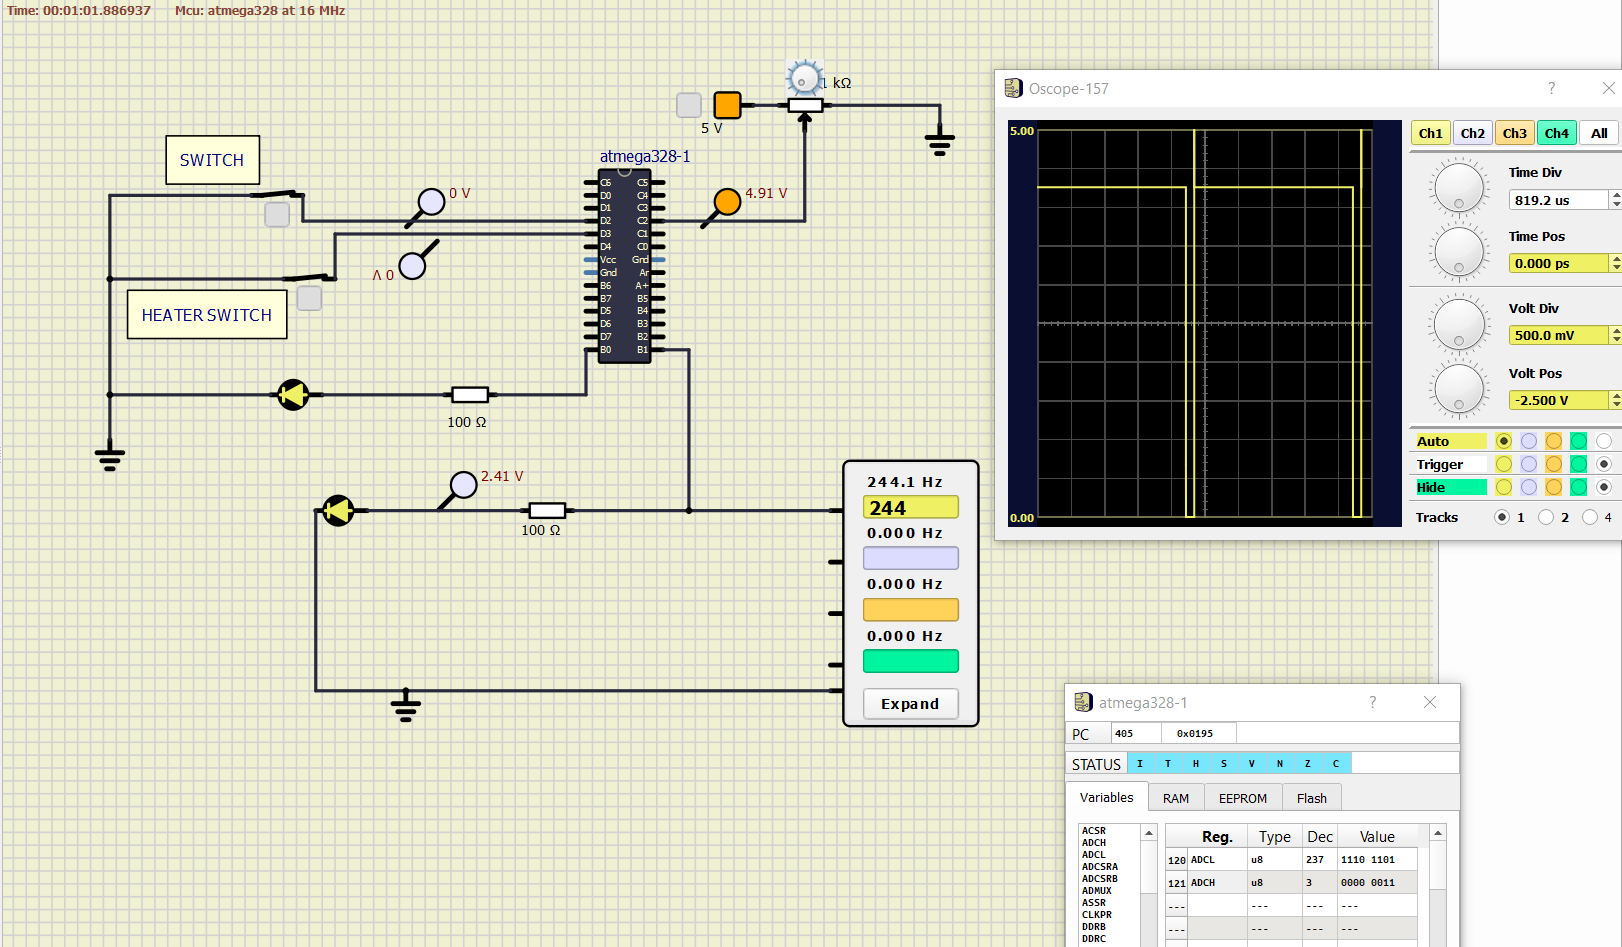 Time: 00:01:01.886937 Mcu: atmega328 at 16 MHz
1 kΩ
5 V
SWITCH
atmega328-1
0 V
4.91 V
0 V
HEATER SWITCH
C6 C5
D0 C4
D1 C3
D2 C2
D3 C1
D4 C0
Vcc Gnd
Gnd Ar
B6 A+
B7 B5
D5 B4
D6 B3
D7 B2
B0 B1
100 Ω
2.41 V
100 Ω
244.1 Hz
244
0.000 Hz
0.000 Hz
0.000 Hz
Expand
Oscope-157 ?
5.00
0.00
Ch1 Ch2 Ch3 Ch4 All
Time Div
819.2 us
Time Pos
0.000 ps
Volt Div
500.0 mV
Volt Pos
-2.500 V
Auto
Trigger
Hide
Tracks 1 2 4
atmega328-1 ?
PC 405 0x0195
STATUS I T H S V N Z C
Variables RAM EEPROM Flash
ACSR
ADCH
ADCL
ADCSRA
ADCSRB
ADMUX
ASSR
CLKPR
DDRB
DDRC
Reg. Type Dec Value
120 ADCL u8 237 1110 1101
121 ADCH u8 3 0000 0011
--- --- --- ---
--- --- --- ---